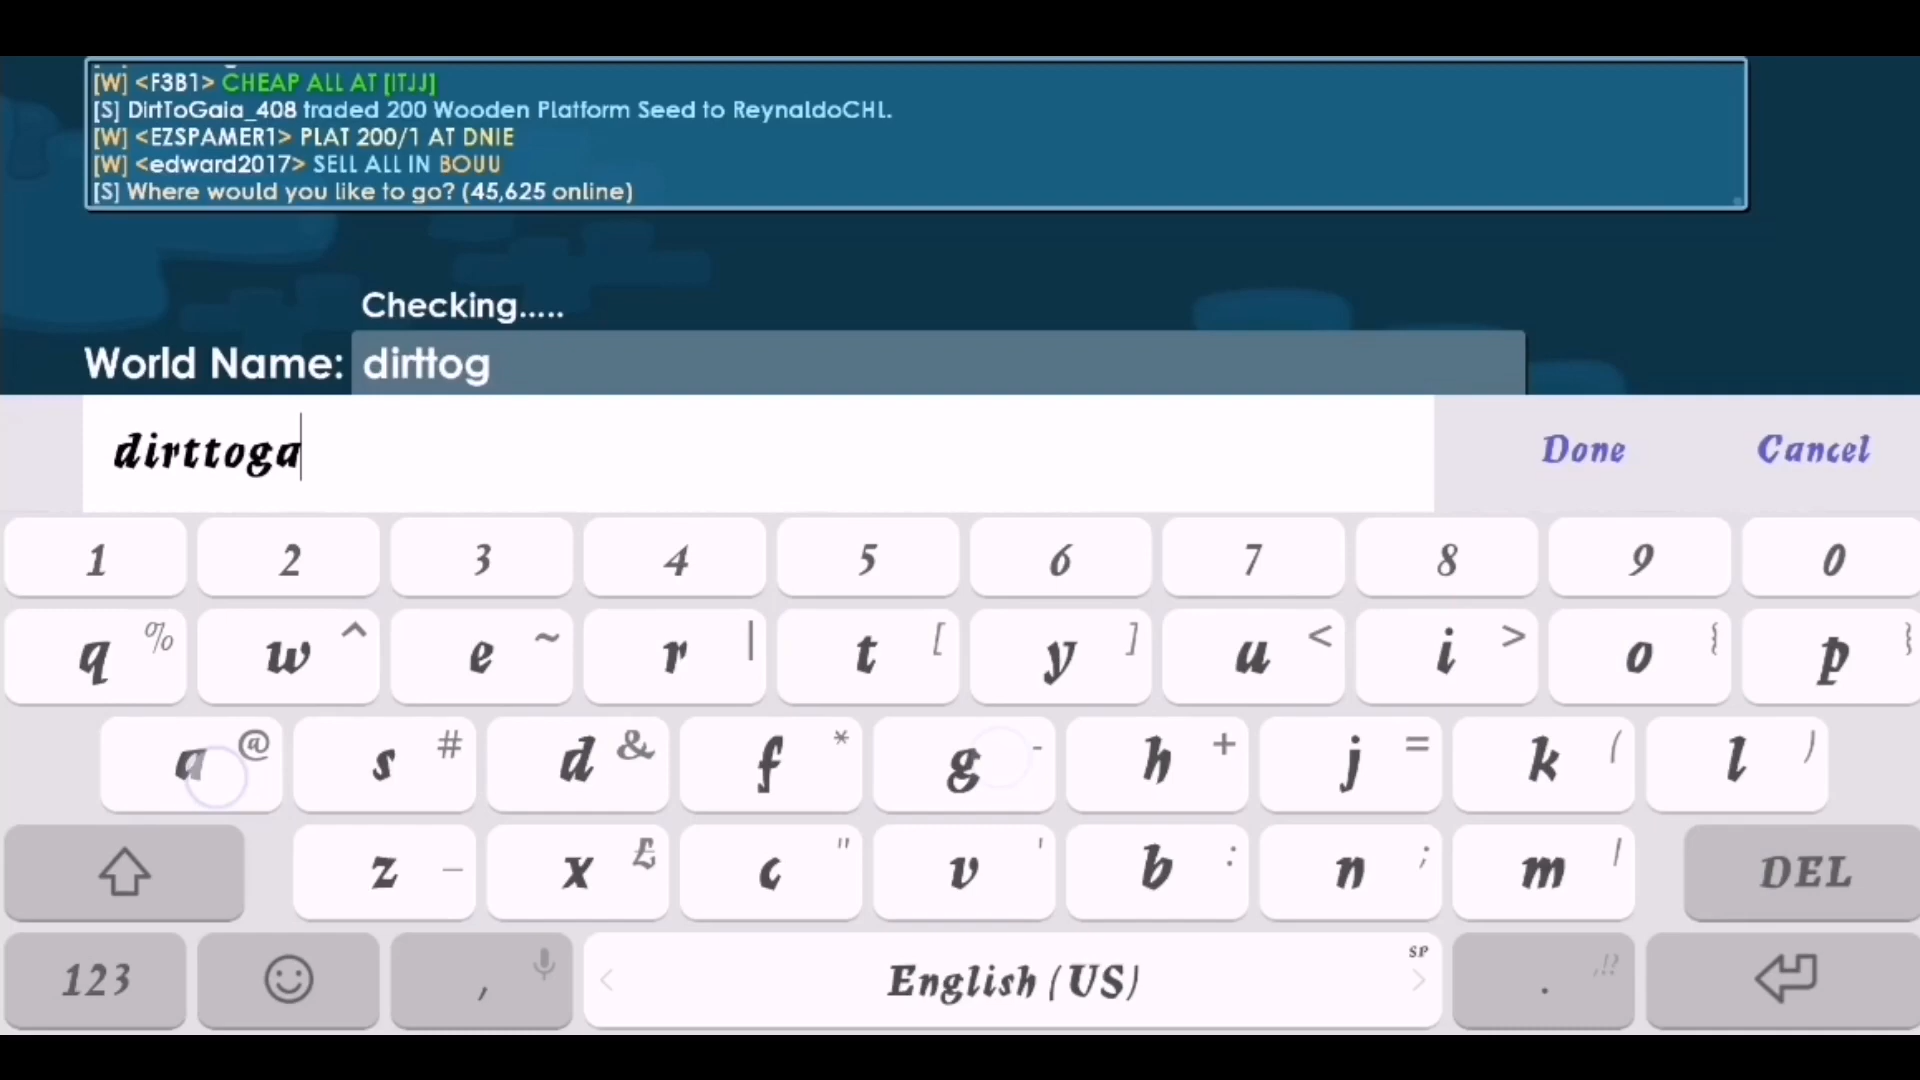 [W] <F3B1> CHEAP ALL AT [ITJJ]
[S] DirtToGaia_408 traded 200 Wooden Platform Seed to ReynaldoCHL.
[W] <EZSPAMER1> PLAT 200/1 AT DNIE
[W] <edward2017> SELL ALL IN BOUU
[S] Where would you like to go? (45,625 online)
Checking.....
World Name: dirttog
dirttoga Done Cancel
1 2 3 4 5 6 7 8 9 0
q % w ^ e ~ r | t [ y ] u < i > o { p }
a @ s # d & f * g - h + j = k ( l )
z _ x £ c " v ' b : n ; m / DEL
123 , < English (US) SP > . ,!?